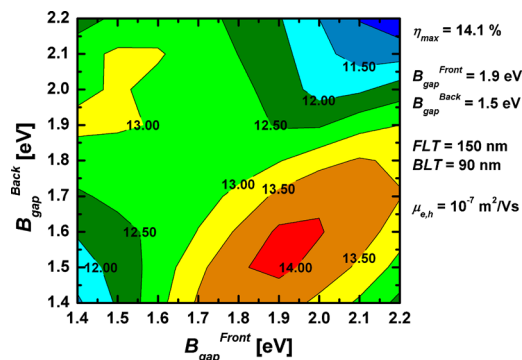 2.2
2.1
2.0
1.9
1.8
1.7
1.6
1.5
1.4
B_gap^Back [eV]
1.4 1.5 1.6 1.7 1.8 1.9 2.0 2.1 2.2
B_gap^Front [eV]
11.50
12.00
12.50
13.00
13.00
13.50
12.50
12.00
14.00
13.50
η_max = 14.1 %
B_gap^Front = 1.9 eV
B_gap^Back = 1.5 eV
FLT = 150 nm
BLT = 90 nm
μ_e,h = 10^-7 m²/Vs